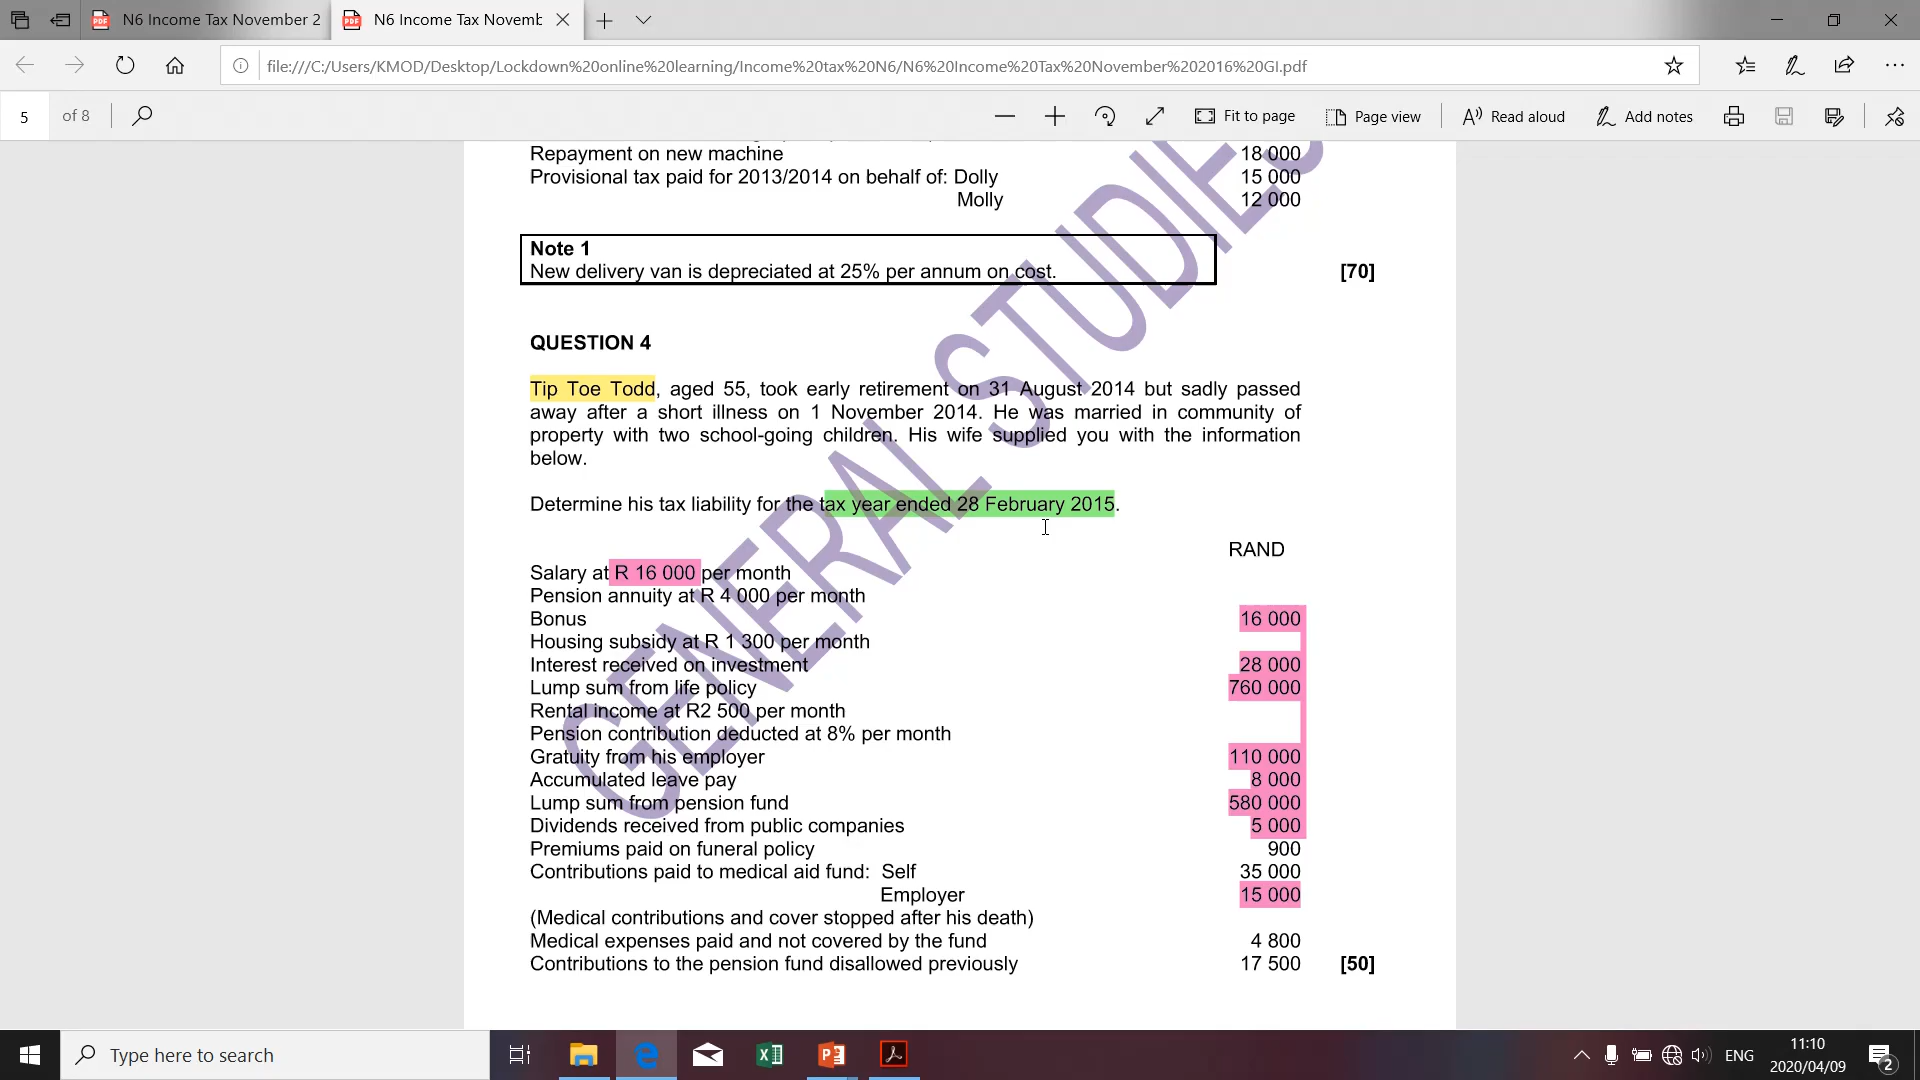 N6 Income Tax November 2
N6 Income Tax Novemb
file:///C:/Users/KMOD/Desktop/Lockdown%20online%20learning/Income%20tax%20N6/N6%20Income%20Tax%20November%202016%20GI.pdf
5 of 8
Fit to page
Page view
Read aloud
Add notes
Repayment on new machine 18 000
Provisional tax paid for 2013/2014 on behalf of: Dolly 15 000
Molly 12 000
Note 1
New delivery van is depreciated at 25% per annum on cost. [70]
QUESTION 4
Tip Toe Todd, aged 55, took early retirement on 31 August 2014 but sadly passed
away after a short illness on 1 November 2014. He was married in community of
property with two school-going children. His wife supplied you with the information
below.
Determine his tax liability for the tax year ended 28 February 2015.
RAND
Salary at R 16 000 per month
Pension annuity at R 4 000 per month
Bonus 16 000
Housing subsidy at R 1 300 per month
Interest received on investment 28 000
Lump sum from life policy 760 000
Rental income at R2 500 per month
Pension contribution deducted at 8% per month
Gratuity from his employer 110 000
Accumulated leave pay 8 000
Lump sum from pension fund 580 000
Dividends received from public companies 5 000
Premiums paid on funeral policy 900
Contributions paid to medical aid fund: Self 35 000
Employer 15 000
(Medical contributions and cover stopped after his death)
Medical expenses paid and not covered by the fund 4 800
Contributions to the pension fund disallowed previously 17 500 [50]
GENERAL STUDIES
Type here to search
ENG
11:10
2020/04/09
2